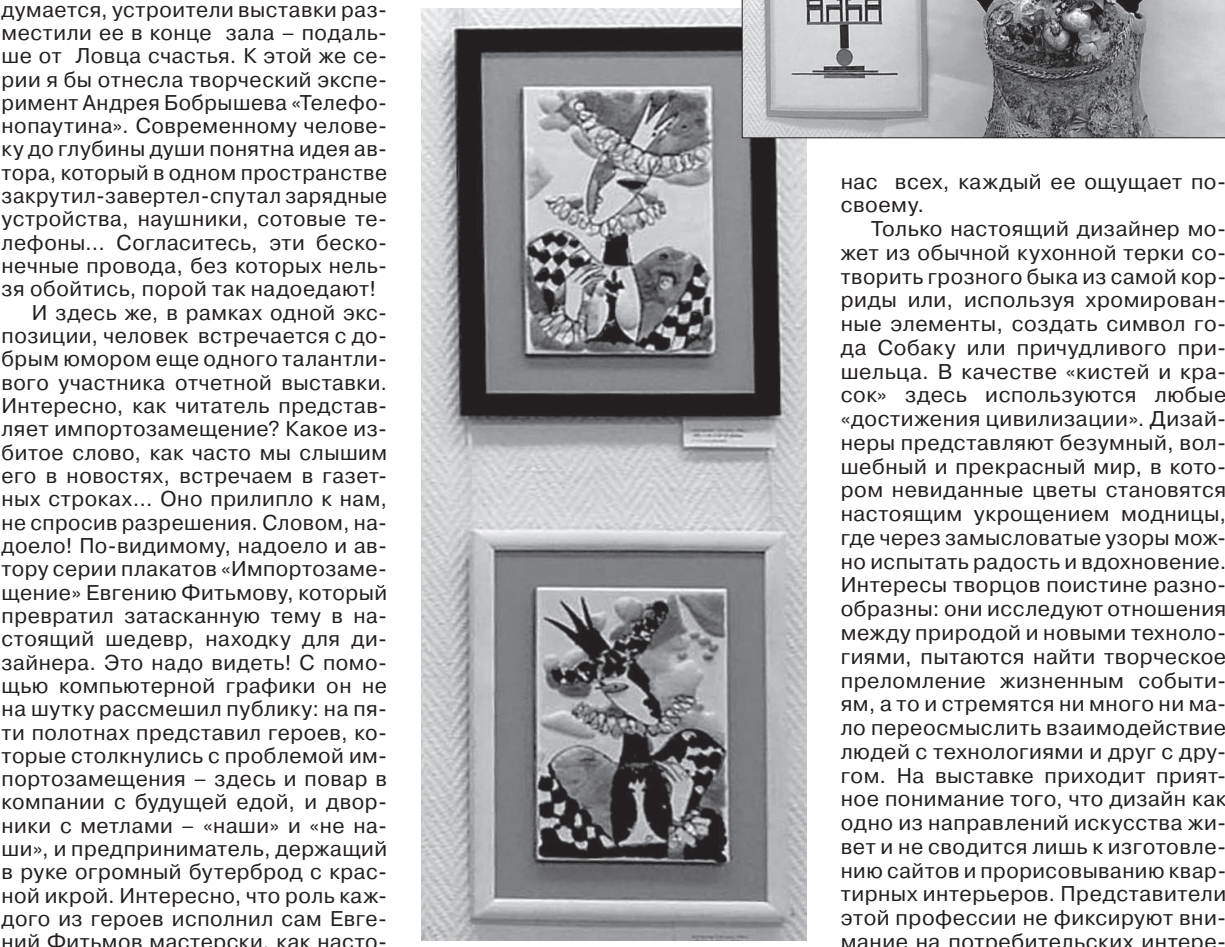 думается, устроители выставки раз-
местили ее в конце зала – подаль-
ше от Ловца счастья. К этой же се-
рии я бы отнесла творческий экспе-
римент Андрея Бобрышева «Телефо-
нопаутина». Современному челове-
ку до глубины души понятна идея ав-
тора, который в одном пространстве
закрутил-завертел-спутал зарядные
устройства, наушники, сотовые те-
лефоны... Согласитесь, эти беско-
нечные провода, без которых нель-
зя обойтись, порой так надоедают!
И здесь же, в рамках одной экс-
позиции, человек встречается с до-
брым юмором еще одного талантли-
вого участника отчетной выставки.
Интересно, как читатель представ-
ляет импортозамещение? Какое из-
битое слово, как часто мы слышим
его в новостях, встречаем в газет-
ных строках... Оно прилипло к нам,
не спросив разрешения. Словом, на-
доело! По-видимому, надоело и ав-
тору серии плакатов «Импортозаме-
щение» Евгению Фитьмову, который
превратил затасканную тему в на-
стоящий шедевр, находку для ди-
зайнера. Это надо видеть! С помо-
щью компьютерной графики он не
на шутку рассмешил публику: на пя-
ти полотнах представил героев, ко-
торые столкнулись с проблемой им-
портозамещения – здесь и повар в
компании с будущей едой, и двор-
ники с метлами – «наши» и «не на-
ши», и предприниматель, держащий
в руке огромный бутерброд с крас-
ной икрой. Интересно, что роль каж-
дого из героев исполнил сам Евге-
ний Фитьмов мастерски, как насто-
нас всех, каждый ее ощущает по-
своему.
Только настоящий дизайнер мо-
жет из обычной кухонной терки со-
творить грозного быка из самой кор-
риды или, используя хромирован-
ные элементы, создать символ го-
да Собаку или причудливого при-
шельца. В качестве «кистей и кра-
сок» здесь используются любые
«достижения цивилизации». Дизай-
неры представляют безумный, вол-
шебный и прекрасный мир, в кото-
ром невиданные цветы становятся
настоящим укрощением модницы,
где через замысловатые узоры мож-
но испытать радость и вдохновение.
Интересы творцов поистине разно-
образны: они исследуют отношения
между природой и новыми техноло-
гиями, пытаются найти творческое
преломление жизненным событи-
ям, а то и стремятся ни много ни ма-
ло переосмыслить взаимодействие
людей с технологиями и друг с дру-
гом. На выставке приходит прият-
ное понимание того, что дизайн как
одно из направлений искусства жи-
вет и не сводится лишь к изготовле-
нию сайтов и прорисовыванию квар-
тирных интерьеров. Представители
этой профессии не фиксируют вни-
мание на потребительских интере-